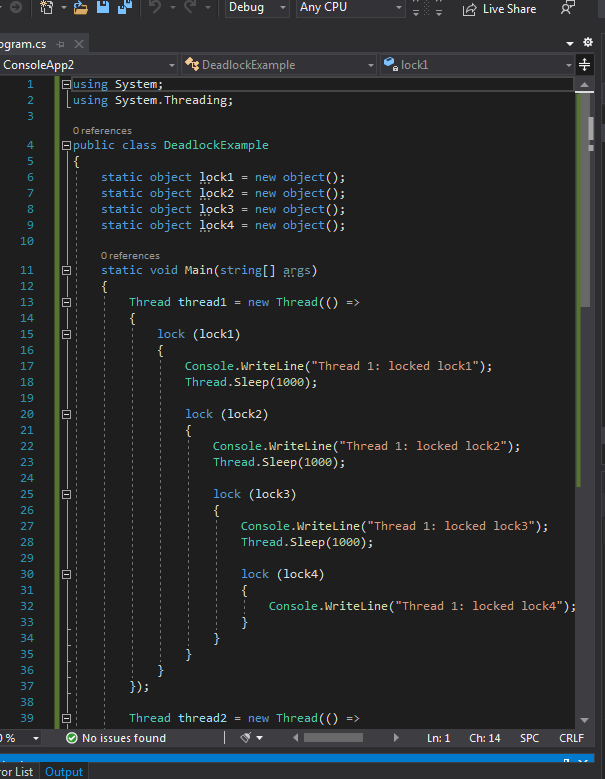 Debug Any CPU Live Share
ogram.cs
ConsoleApp2 DeadlockExample lock1
1 using System;
2 using System.Threading;
3
0 references
4 public class DeadlockExample
5 {
6 static object lock1 = new object();
7 static object lock2 = new object();
8 static object lock3 = new object();
9 static object lock4 = new object();
10
0 references
11 static void Main(string[] args)
12 {
13 Thread thread1 = new Thread(() =>
14 {
15 lock (lock1)
16 {
17 Console.WriteLine("Thread 1: locked lock1");
18 Thread.Sleep(1000);
19
20 lock (lock2)
21 {
22 Console.WriteLine("Thread 1: locked lock2");
23 Thread.Sleep(1000);
24
25 lock (lock3)
26 {
27 Console.WriteLine("Thread 1: locked lock3");
28 Thread.Sleep(1000);
29
30 lock (lock4)
31 {
32 Console.WriteLine("Thread 1: locked lock4");
33 }
34 }
35 }
36 }
37 });
38
39 Thread thread2 = new Thread(() =>
0 % No issues found Ln: 1 Ch: 14 SPC CRLF
or List Output